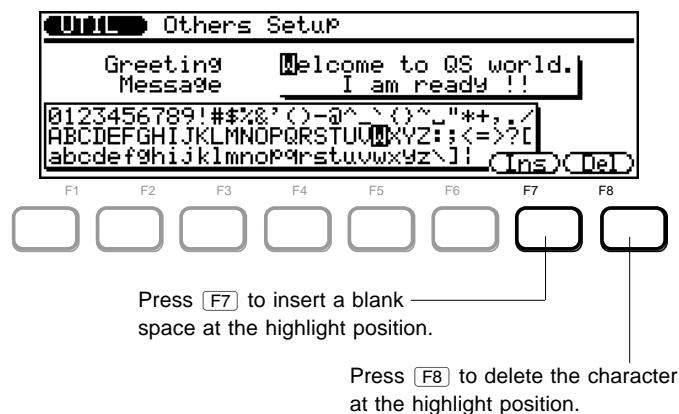 UTIL Others Setup
Greeting Welcome to QS world.
Message I am ready !!
0123456789!#$%&'()-@^_`{}~␣"*+,./
ABCDEFGHIJKLMNOPQRSTUVWXYZ:;<=>?[
abcdefghijklmnopqrstuvwxyz\]¦ Ins Del
F1 F2 F3 F4 F5 F6 F7 F8
Press F7 to insert a blank
space at the highlight position.
Press F8 to delete the character
at the highlight position.